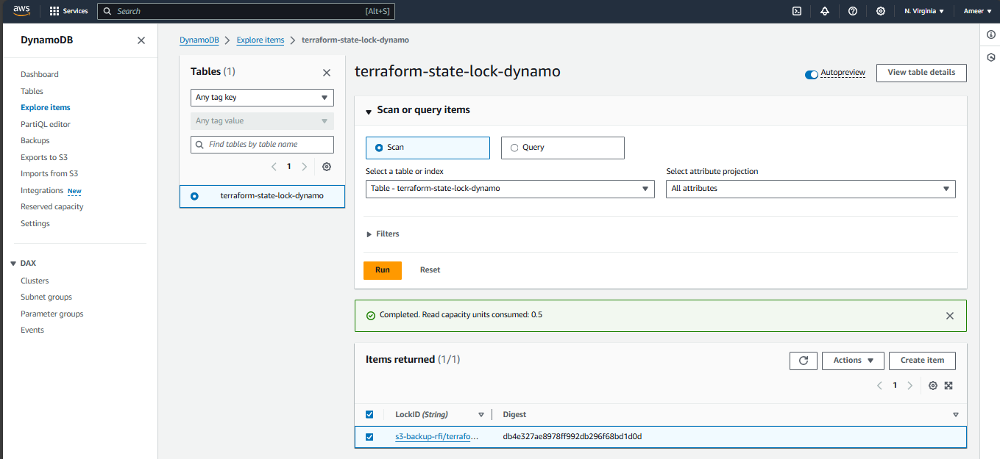 aws
Services
Search
[Alt+S]
N. Virginia
Ameer
DynamoDB
Dashboard
Tables
Explore items
PartiQL editor
Backups
Exports to S3
Imports from S3
Integrations New
Reserved capacity
Settings
DAX
Clusters
Subnet groups
Parameter groups
Events
DynamoDB > Explore items > terraform-state-lock-dynamo
Tables (1)
Any tag key
Any tag value
Find tables by table name
1
terraform-state-lock-dynamo
terraform-state-lock-dynamo
Autopreview
View table details
Scan or query items
Scan
Query
Select a table or index
Table - terraform-state-lock-dynamo
Select attribute projection
All attributes
Filters
Run
Reset
Completed. Read capacity units consumed: 0.5
Items returned (1/1)
Actions
Create item
1
LockID (String)
Digest
s3-backup-rfi/terrafo...
db4e327ae8978ff992db296f68bd1d0d